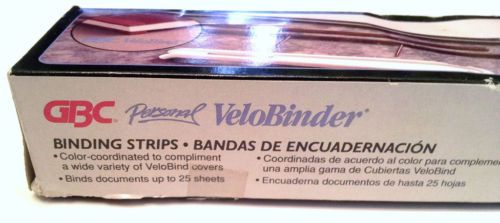 GBC Personal VeloBinder®
BINDING STRIPS • BANDAS DE ENCUADERNACIÓN
• Color-coordinated to compliment
a wide variety of VeloBind covers
• Binds documents up to 25 sheets
• Coordinadas de acuerdo al color para compleme
una amplia gama de Cubiertas VeloBind
• Encuaderna documentos de hasta 25 hojas